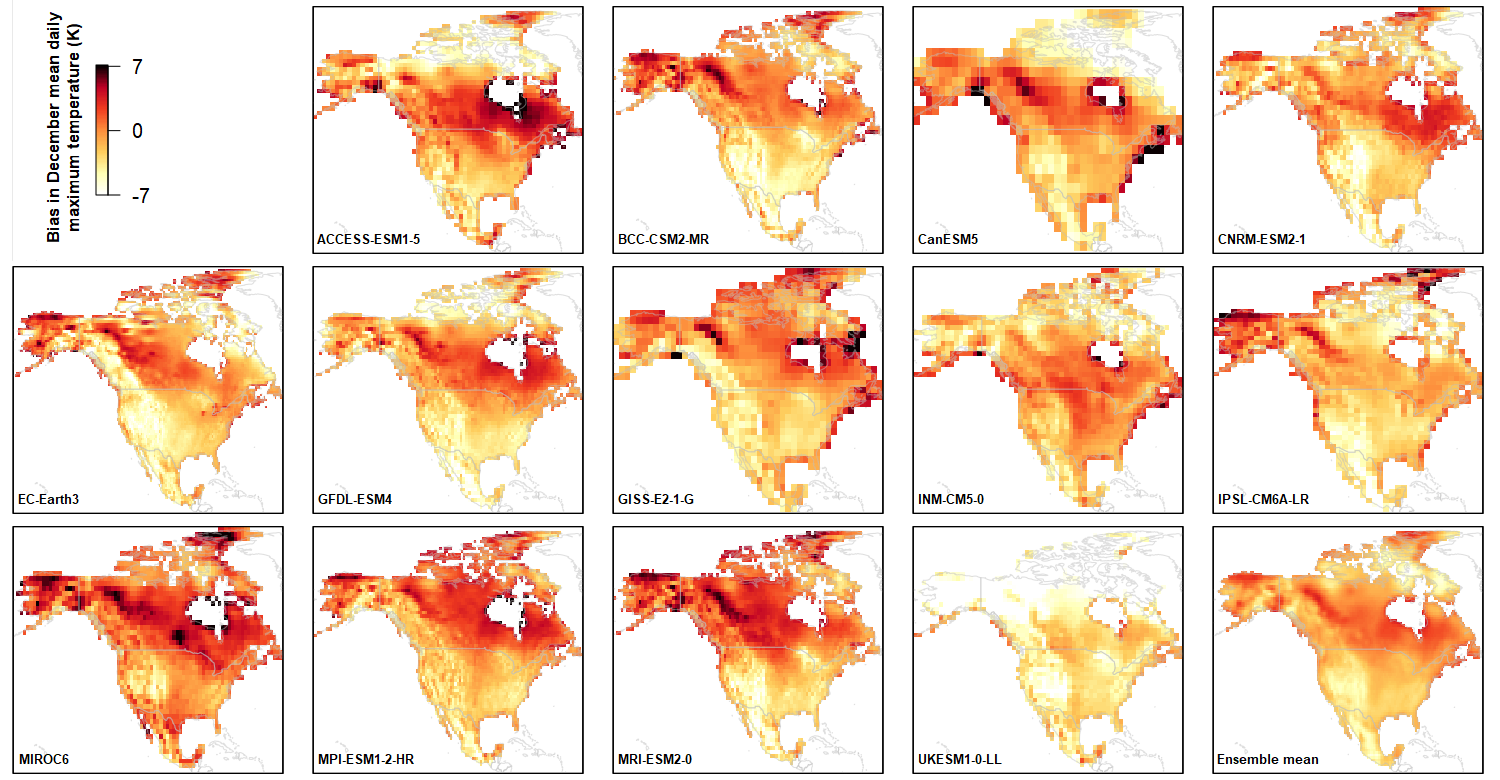 Bias in December mean daily
maximum temperature (K)
7
0
-7
ACCESS-ESM1-5
BCC-CSM2-MR
CanESM5
CNRM-ESM2-1
EC-Earth3
GFDL-ESM4
GISS-E2-1-G
INM-CM5-0
IPSL-CM6A-LR
MIROC6
MPI-ESM1-2-HR
MRI-ESM2-0
UKESM1-0-LL
Ensemble mean